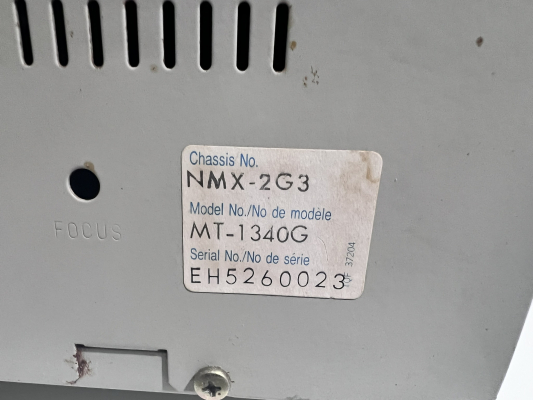 Chassis No.
NMX-2G3
Model No./No de modèle
MT-1340G
Serial No./No de série
EH5260023
FOCUS